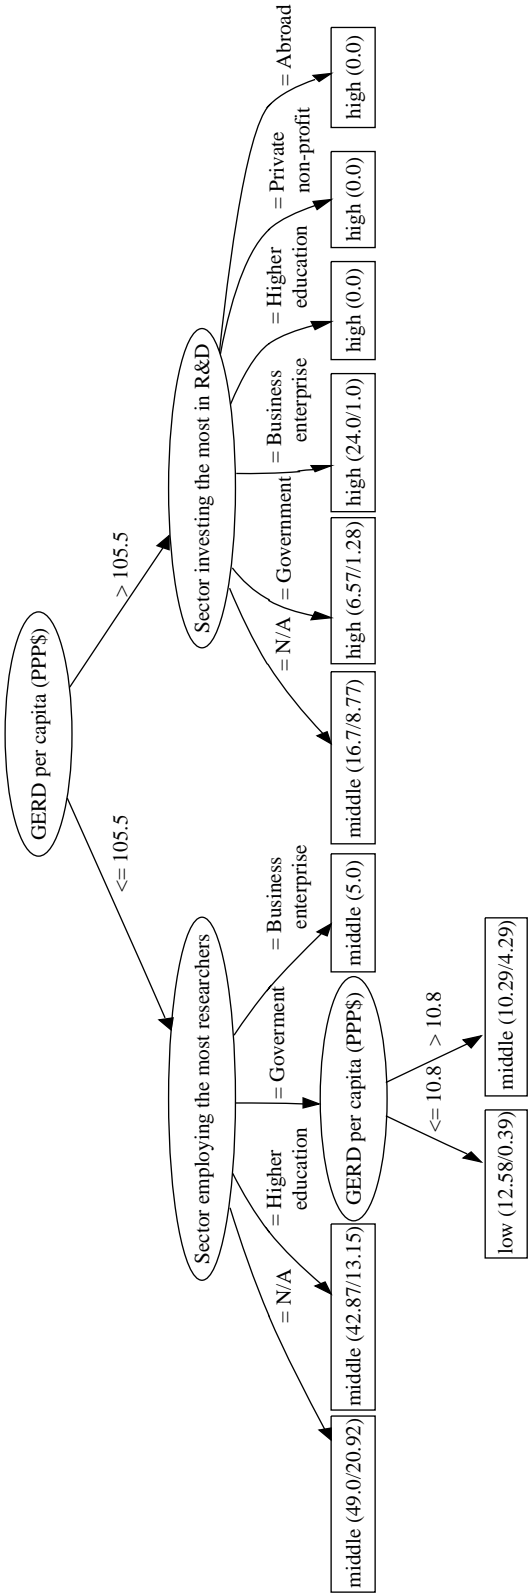 GERD per capita (PPP$)
<= 105.5
> 105.5
Sector employing the most researchers
Sector investing the most in R&D
= N/A
= Higher
education
= Goverment
= Business
enterprise
= N/A
= Government
= Business
enterprise
= Higher
education
= Private
non-profit
= Abroad
middle (49.0/20.92)
middle (42.87/13.15)
GERD per capita (PPP$)
middle (5.0)
middle (16.7/8.77)
high (6.57/1.28)
high (24.0/1.0)
high (0.0)
high (0.0)
high (0.0)
<= 10.8
> 10.8
low (12.58/0.39)
middle (10.29/4.29)